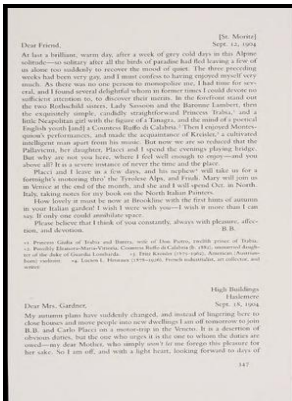 [St. Moritz]
Dear Friend, Sept. 12, 1904
At last a brilliant, warm day, after a week of grey cold days in this Alpine
solitude—so solitary after all the birds of paradise had fled leaving a few of
us alone too suddenly to recover the mood of quiet. The three preceding
weeks had been very gay, and I must confess to having enjoyed myself very
much. As there was no one person to monopolise me, I had time for sev-
eral, and I found several delightful whom in former times I could devote no
sufficient attention to, to discover their merits. In the forefront stand out
the two Rothschild sisters, Lady Sassoon and the Baronne Lambert, then
the exquisitely simple, candidly straightforward Princess Trabia, and a
little Neapolitan girl with the figure of a Tanagra, and the mind of a poetical
English youth [and] a Countess Ruffo di Calabria. Then I enjoyed Montes-
quiou's performances, and made the acquaintance of Kreisler, a cultivated
intelligent man apart from his music. But now we are so reduced that the
Pallavicini, her daughter, Placci and I spend the evenings playing bridge.
But why are not you here, where I feel well enough to enjoy—and you
above all? It is a severe instance of never the time and the place.
Placci and I leave in a few days, and his nephew will take us for a
fortnight's motoring thro' the Tyrolese Alps, and Friuli. Mary will join us
in Venice at the end of the month, and she and I will spend Oct. in North.
Italy, taking notes for my book on the North Italian Painters.
How lovely it must be now at Brookline with the first hints of autumn
in your Italian garden! I wish I were with you—I wish it more than I can
say. If only one could annihilate space.
Please believe that I think of you constantly, always with pleasure, affec-
tion, and devotion. B.B.
High Buildings
Haslemere
Dear Mrs. Gardner, Sept. 18, 1904
My autumn plans have suddenly changed, and instead of lingering here to
close houses and move people into new dwellings I am off tomorrow to join
B.B. and Carlo Placci on a motor-trip in the Veneto. It is a desertion of
obvious duties, but the one who urges it is the one to whom the duties are
owed—my dear Mother, who simply won't let me forego this pleasure for
her sake. So I am off, and with a light heart, looking forward to days of
347